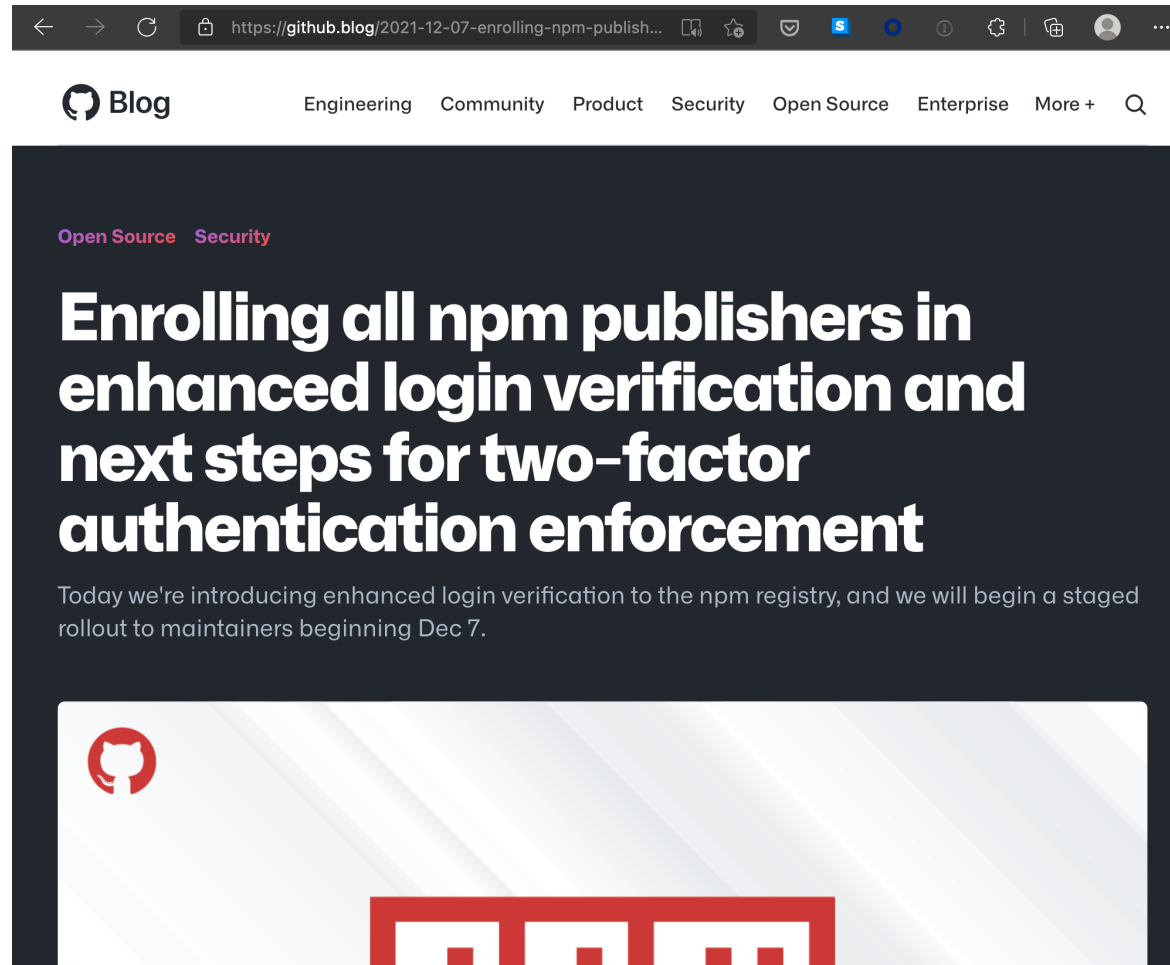 https://github.blog/2021-12-07-enrolling-npm-publish...
Blog
Engineering Community Product Security Open Source Enterprise More +
Open Source Security
Enrolling all npm publishers in
enhanced login verification and
next steps for two-factor
authentication enforcement
Today we're introducing enhanced login verification to the npm registry, and we will begin a staged
rollout to maintainers beginning Dec 7.